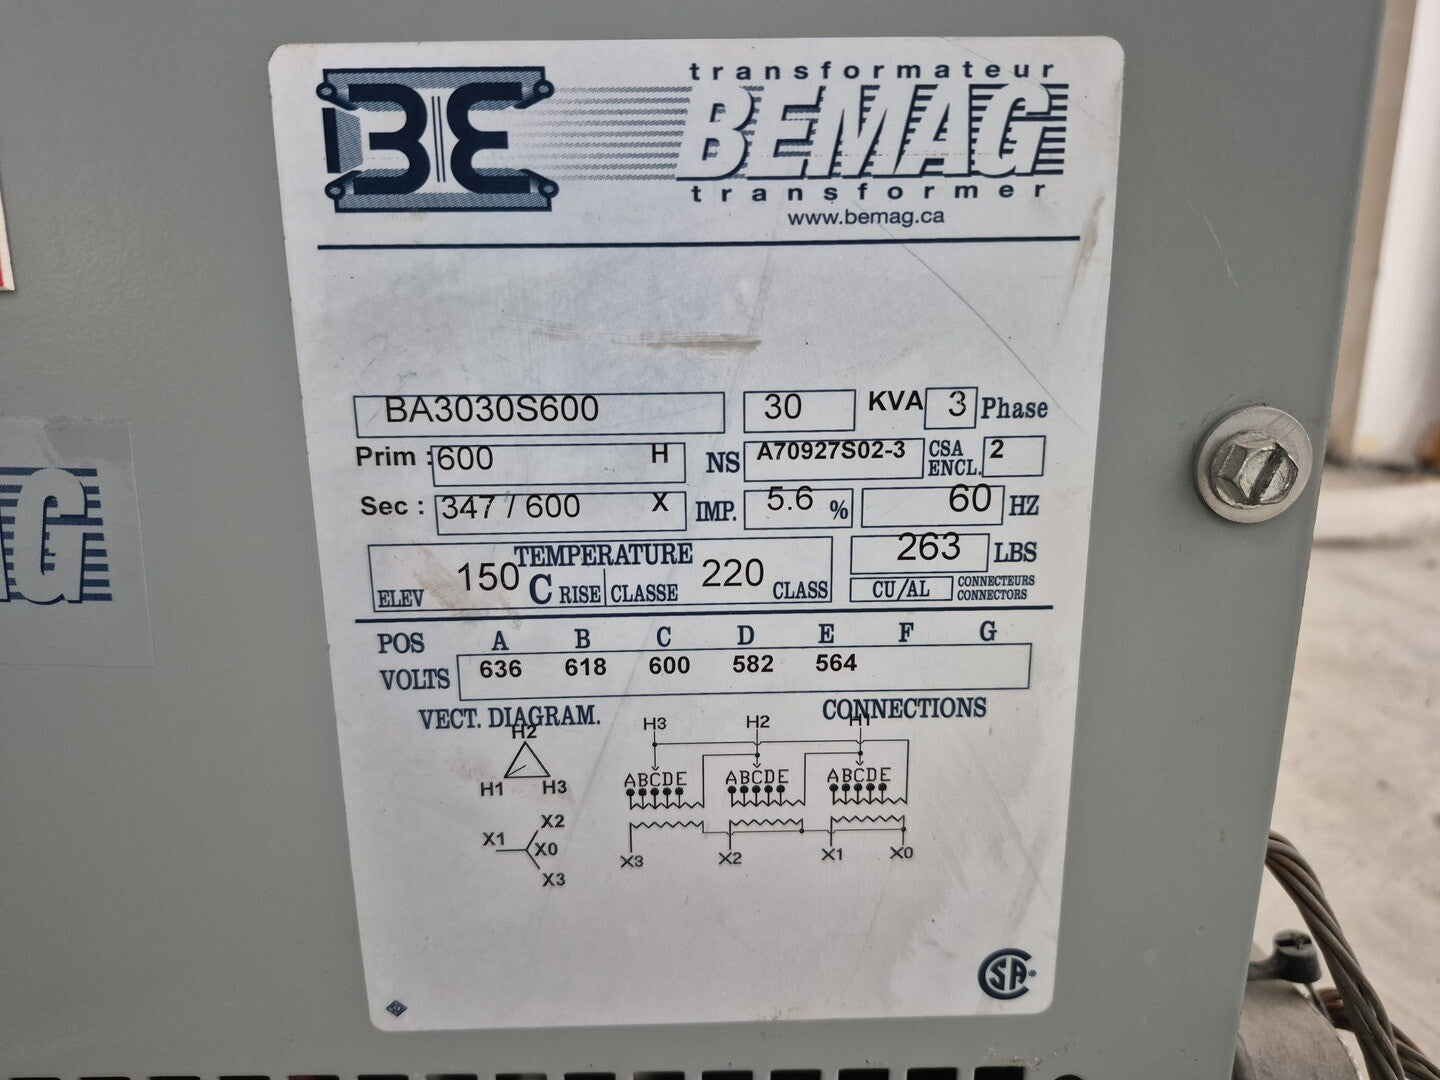 transformateur
BE BEMAG
transformer
www.bemag.ca
BA3030S600 30 KVA 3 Phase
Prim : 600 H NS A70927S02-3 CSA ENCL. 2
Sec : 347 / 600 X IMP. 5.6 % 60 HZ
TEMPERATURE 263 LBS
ELEV 150 C RISE CLASSE 220 CLASS CU/AL CONNECTEURS
CONNECTORS
POS A B C D E F G
VOLTS 636 618 600 582 564
VECT. DIAGRAM. CONNECTIONS
H2 H3 H2 H1
ABCDE ABCDE ABCDE
H1 H3
X2
X1 X0 X3 X2 X1 X0
X3
CSA
AG